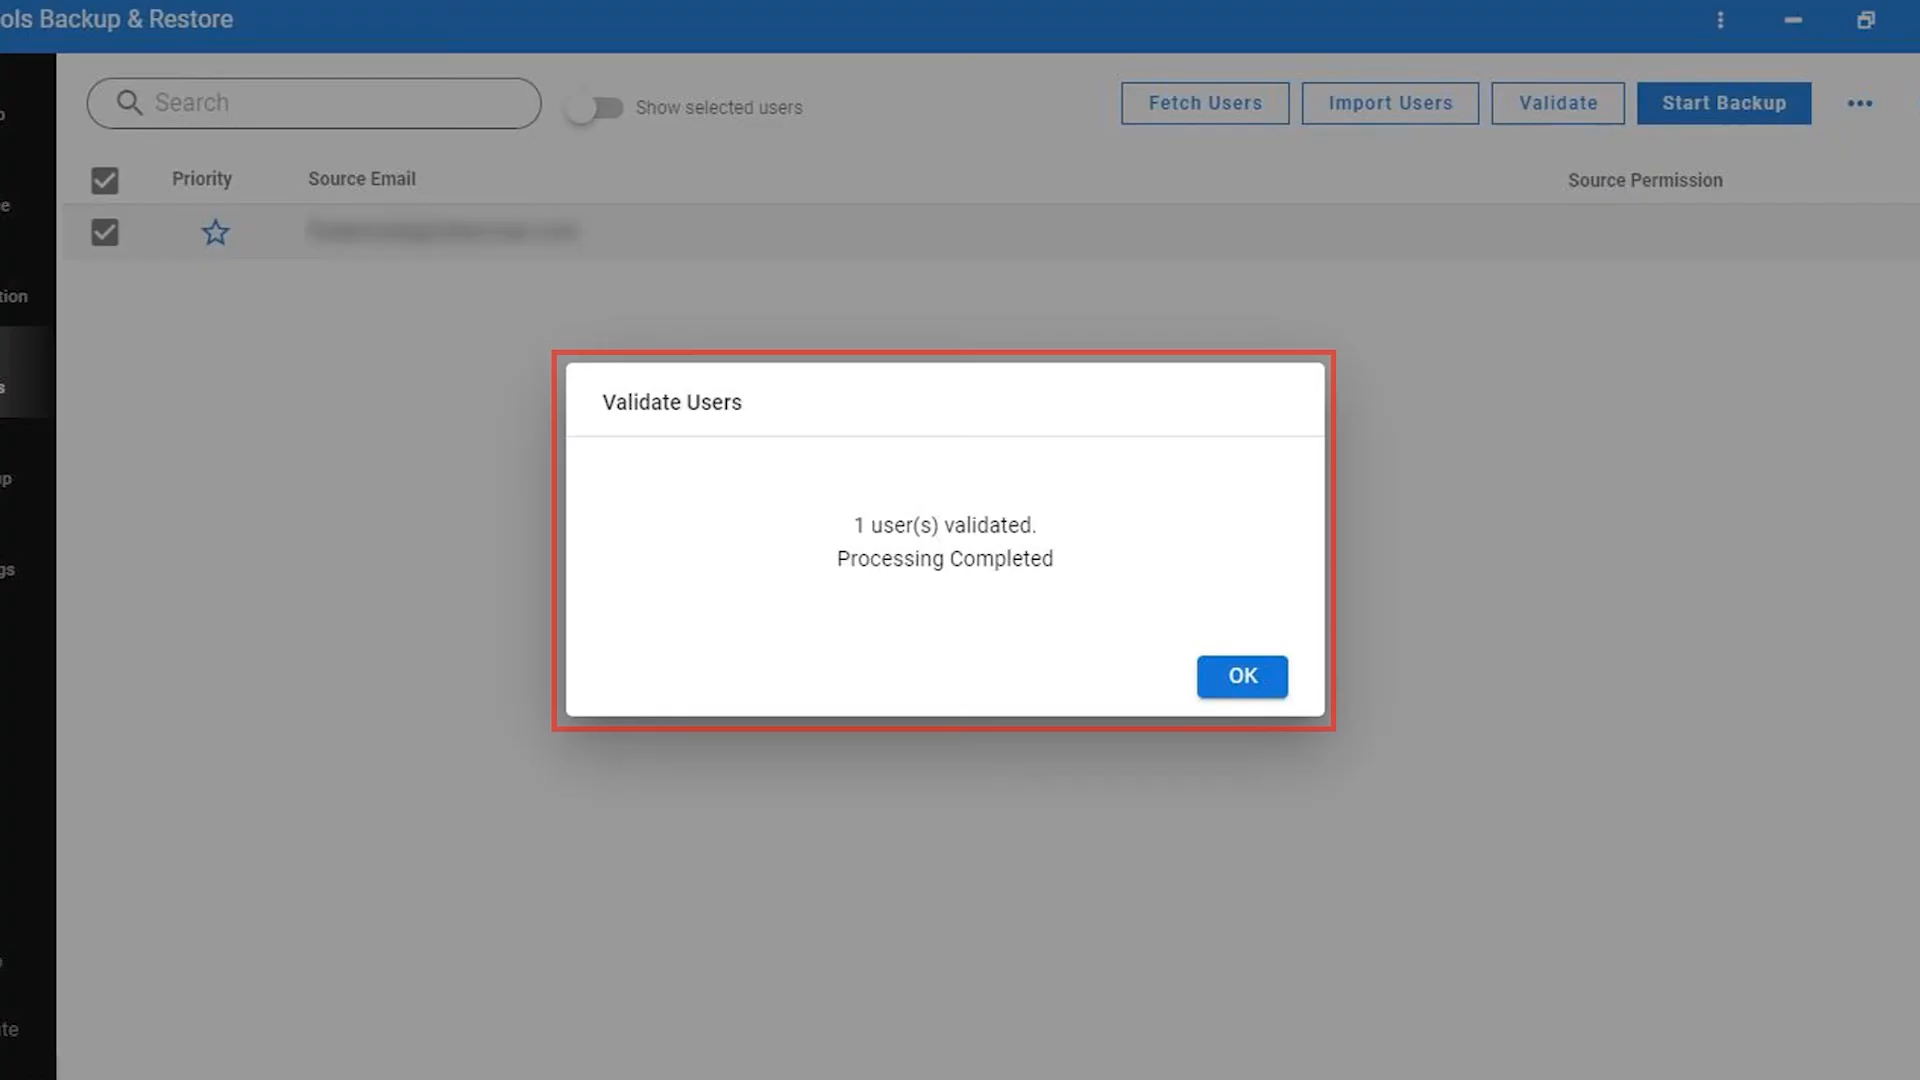 ols Backup & Restore
Search
Show selected users
Fetch Users
Import Users
Validate
Start Backup
Priority
Source Email
Source Permission
tion
s
p
gs
te
Validate Users
1 user(s) validated.
Processing Completed
OK